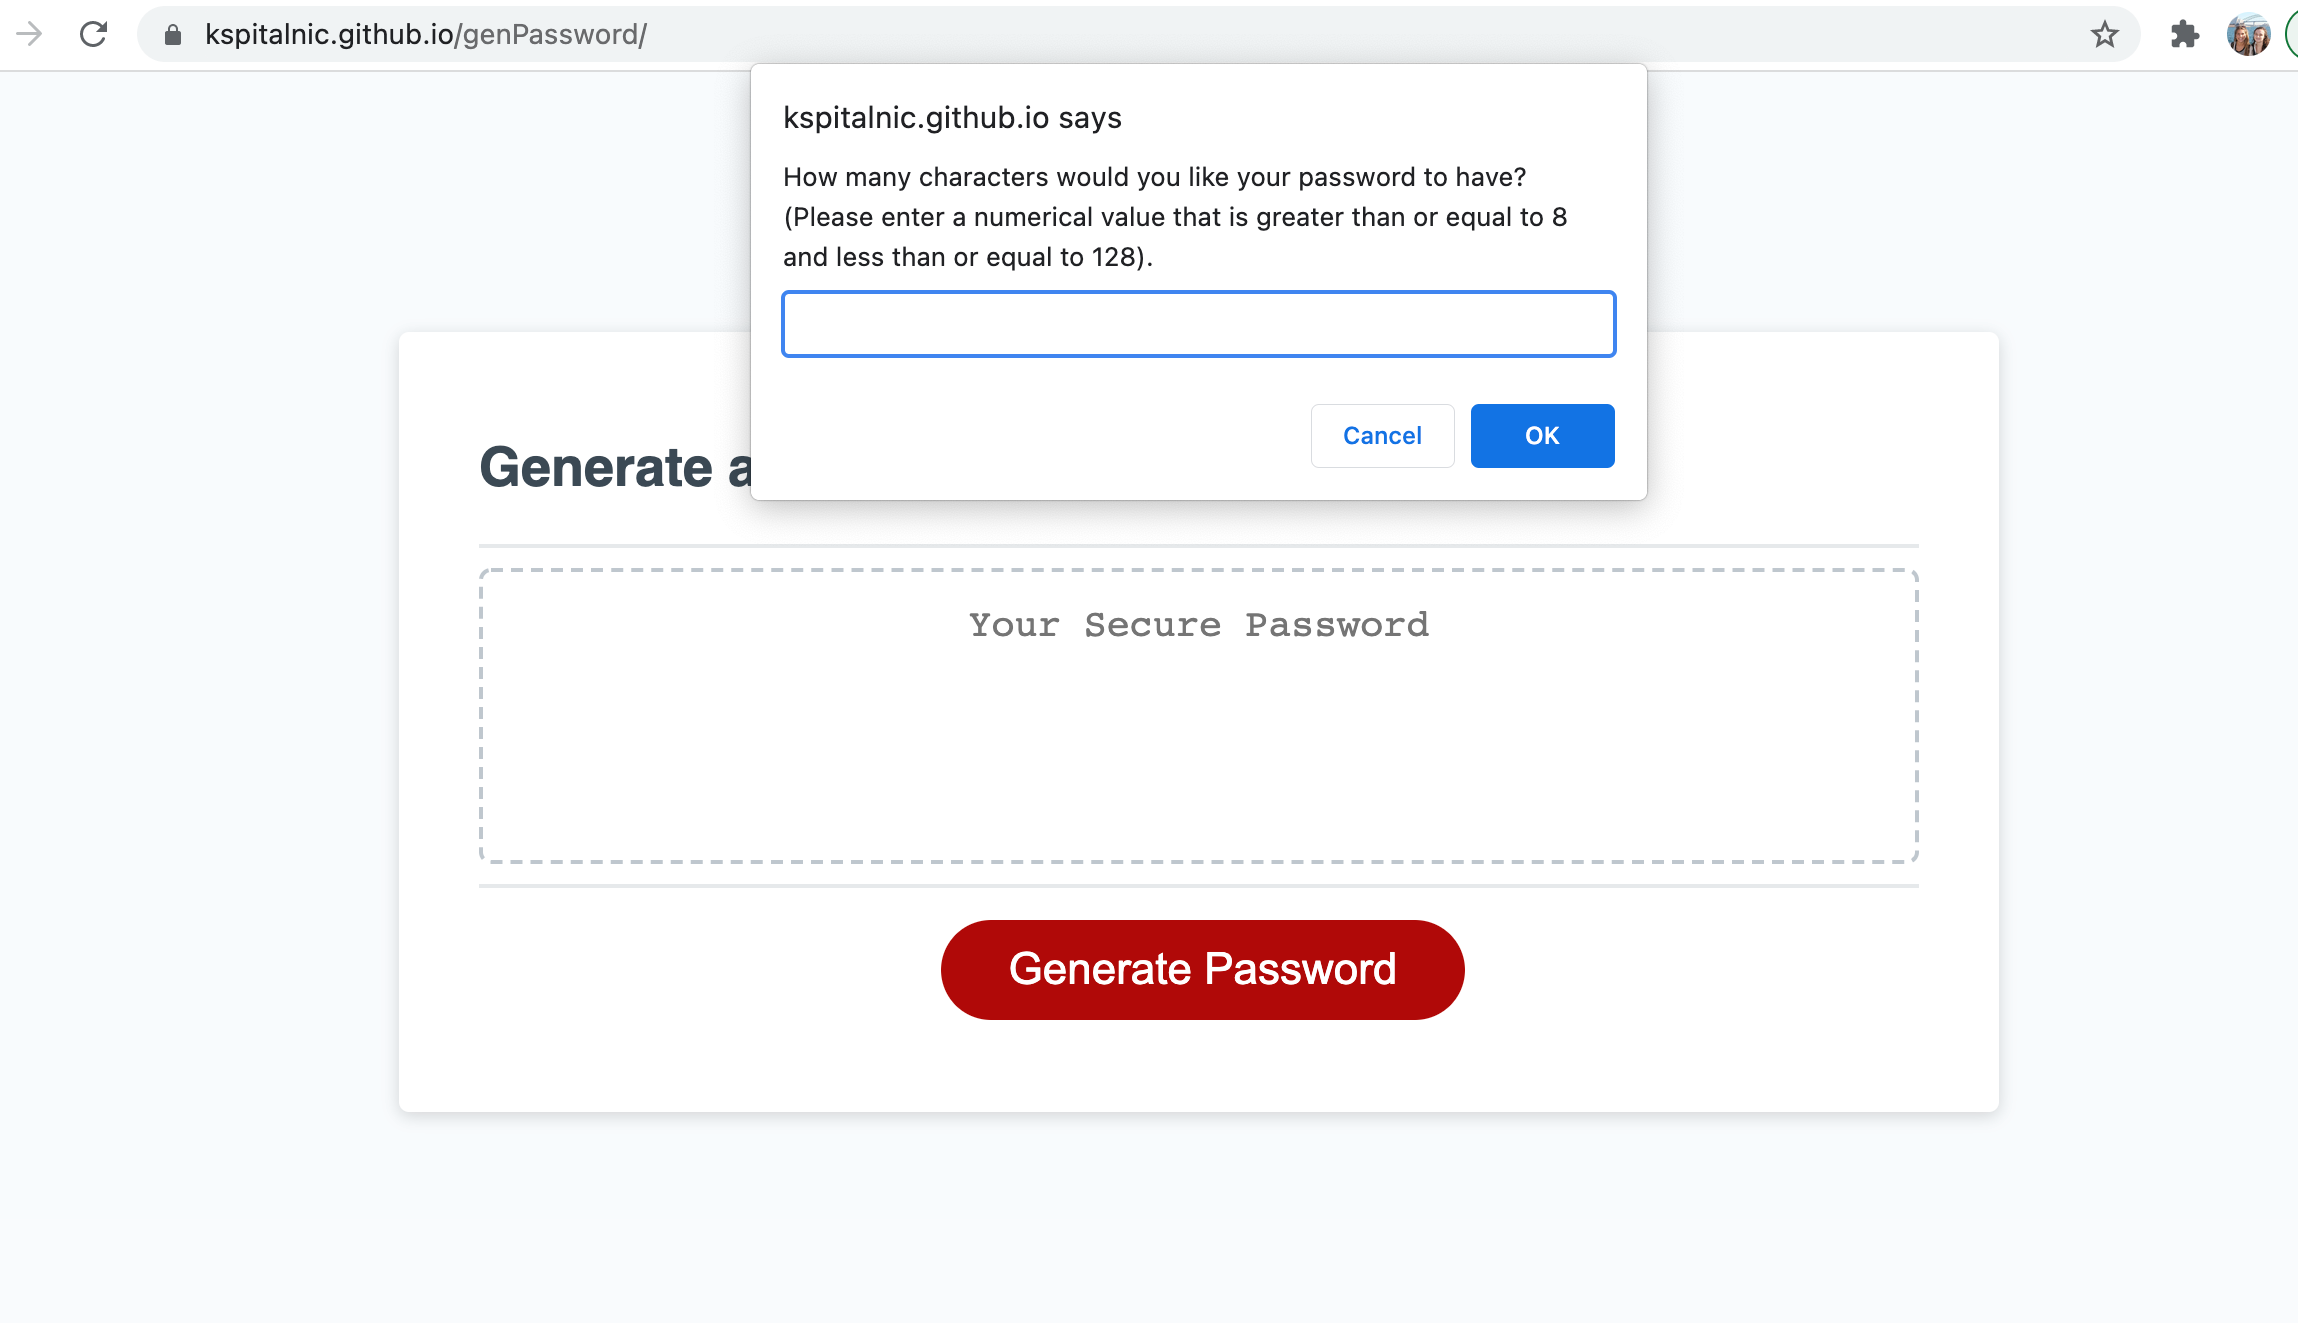 kspitalnic.github.io/genPassword/
kspitalnic.github.io says
How many characters would you like your password to have?
(Please enter a numerical value that is greater than or equal to 8
and less than or equal to 128).
Cancel
OK
Generate a
Your Secure Password
Generate Password